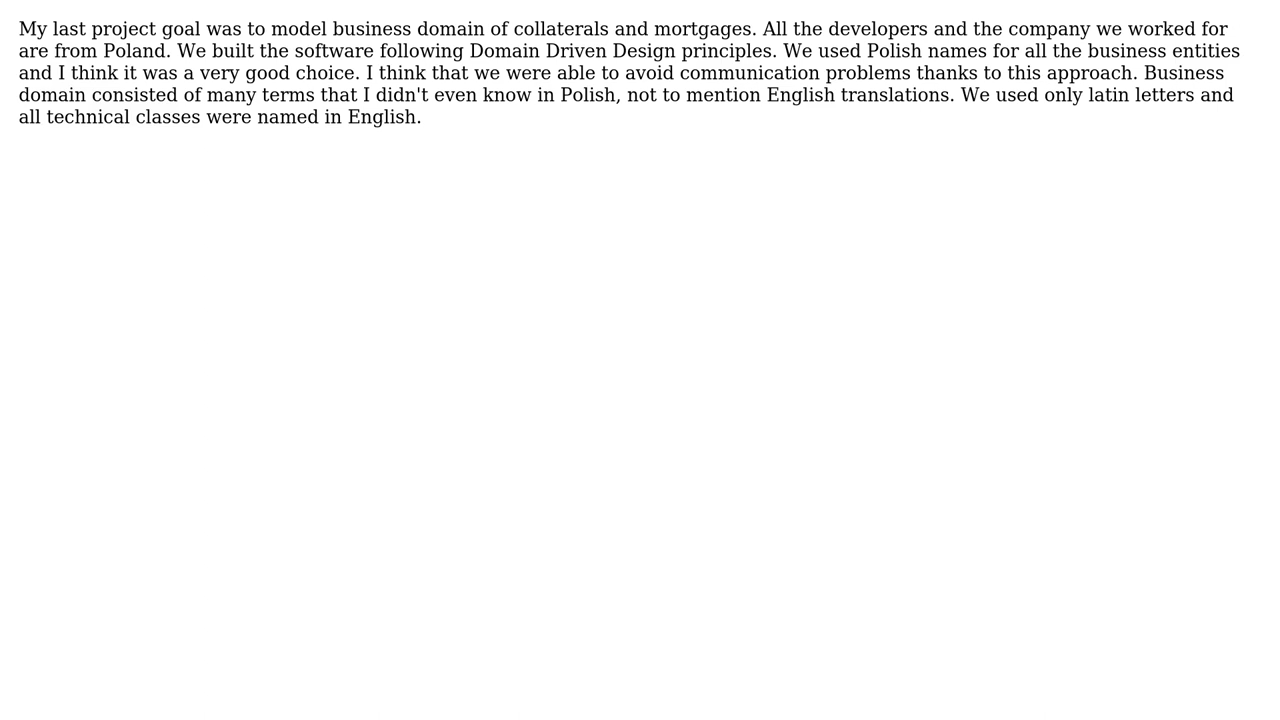 My last project goal was to model business domain of collaterals and mortgages. All the developers and the company we worked for
are from Poland. We built the software following Domain Driven Design principles. We used Polish names for all the business entities
and I think it was a very good choice. I think that we were able to avoid communication problems thanks to this approach. Business
domain consisted of many terms that I didn't even know in Polish, not to mention English translations. We used only latin letters and
all technical classes were named in English.